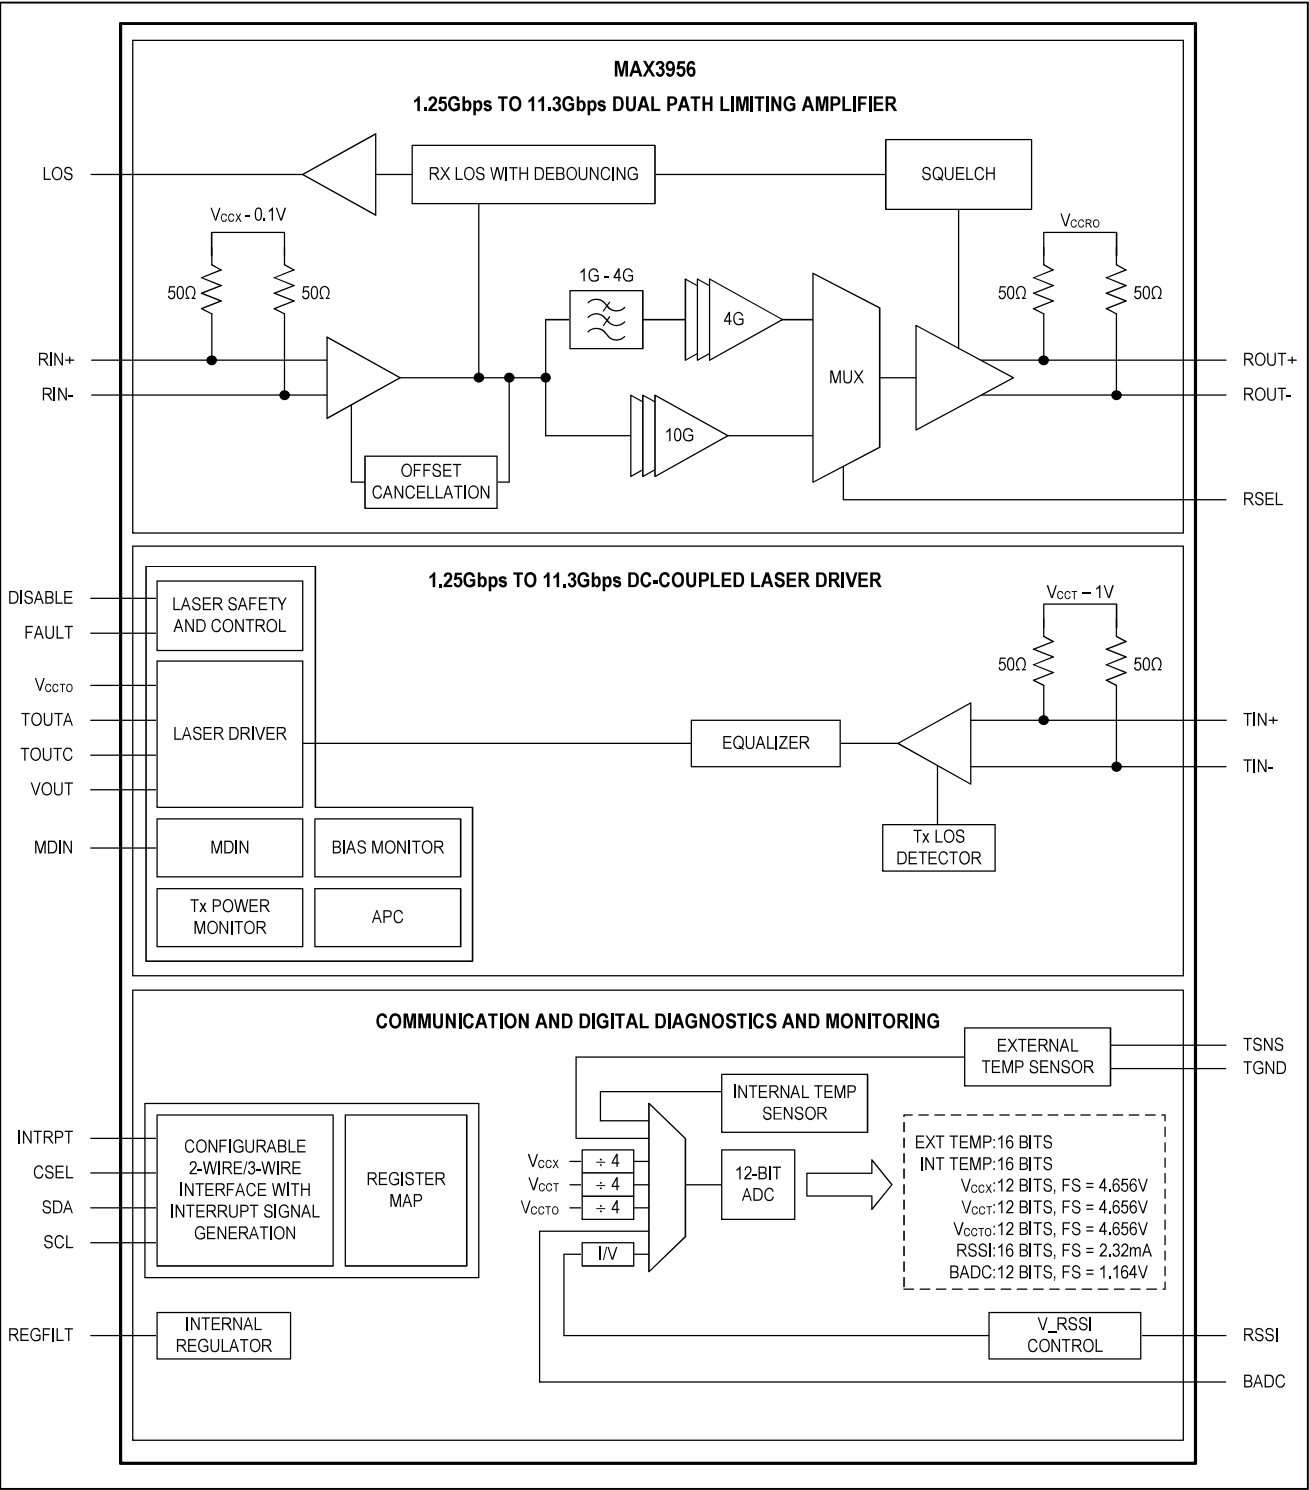 MAX3956
1.25Gbps TO 11.3Gbps DUAL PATH LIMITING AMPLIFIER
LOS
RX LOS WITH DEBOUNCING
SQUELCH
VCCX - 0.1V
VCCRO
50Ω
50Ω
1G - 4G
50Ω
50Ω
4G
RIN+
RIN-
MUX
ROUT+
ROUT-
10G
OFFSET
CANCELLATION
RSEL
1.25Gbps TO 11.3Gbps DC-COUPLED LASER DRIVER
DISABLE
FAULT
LASER SAFETY
AND CONTROL
VCCT – 1V
50Ω
50Ω
VCCTO
TOUTA
TOUTC
VOUT
LASER DRIVER
EQUALIZER
TIN+
TIN-
MDIN
MDIN
BIAS MONITOR
Tx LOS
DETECTOR
Tx POWER
MONITOR
APC
COMMUNICATION AND DIGITAL DIAGNOSTICS AND MONITORING
EXTERNAL
TEMP SENSOR
TSNS
TGND
INTERNAL TEMP
SENSOR
INTRPT
CSEL
SDA
SCL
CONFIGURABLE
2-WIRE/3-WIRE
INTERFACE WITH
INTERRUPT SIGNAL
GENERATION
REGISTER
MAP
VCCX
÷ 4
VCCT
÷ 4
VCCTO
÷ 4
I/V
12-BIT
ADC
EXT TEMP:16 BITS
INT TEMP:16 BITS
VCCX:12 BITS, FS = 4.656V
VCCT:12 BITS, FS = 4.656V
VCCTO:12 BITS, FS = 4.656V
RSSI:16 BITS, FS = 2.32mA
BADC:12 BITS, FS = 1.164V
REGFILT
INTERNAL
REGULATOR
V_RSSI
CONTROL
RSSI
BADC